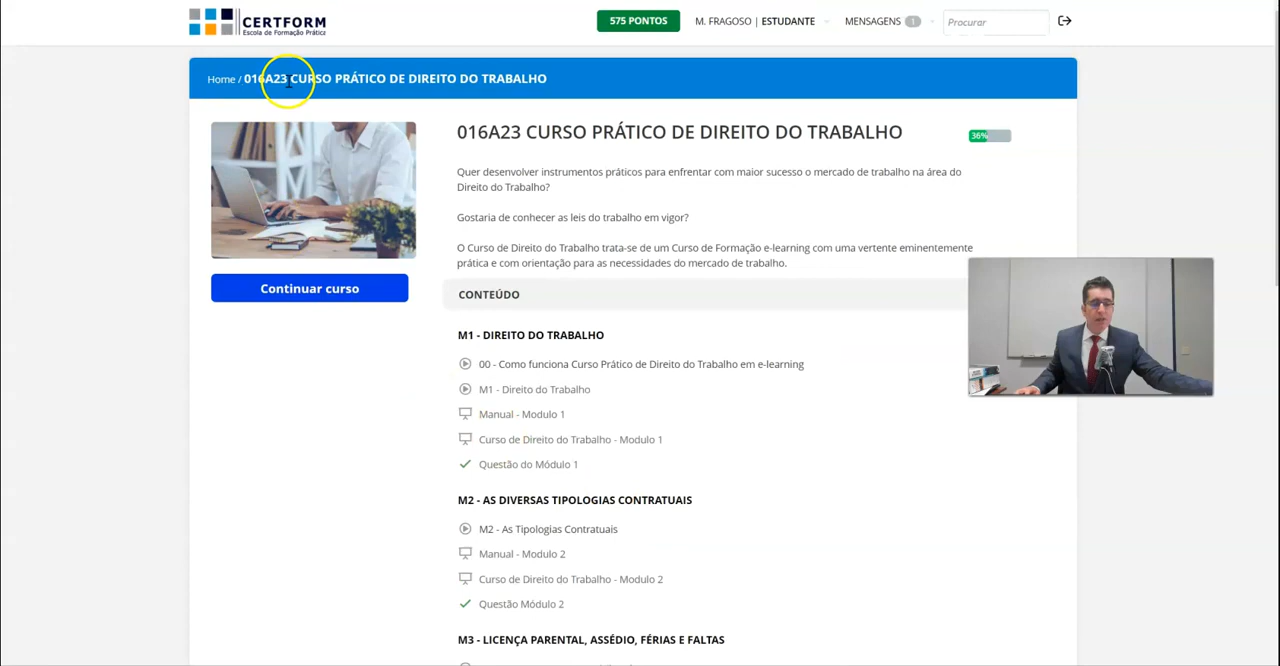 CERTFORM
Escola de Formação Prática
575 PONTOS
M. FRAGOSO | ESTUDANTE
MENSAGENS 1
Procurar
Home / 016A23 CURSO PRÁTICO DE DIREITO DO TRABALHO
016A23 CURSO PRÁTICO DE DIREITO DO TRABALHO
36%
Quer desenvolver instrumentos práticos para enfrentar com maior sucesso o mercado de trabalho na área do
Direito do Trabalho?
Gostaria de conhecer as leis do trabalho em vigor?
O Curso de Direito do Trabalho trata-se de um Curso de Formação e-learning com uma vertente eminentemente
prática e com orientação para as necessidades do mercado de trabalho.
Continuar curso
CONTEÚDO
M1 - DIREITO DO TRABALHO
00 - Como funciona Curso Prático de Direito do Trabalho em e-learning
M1 - Direito do Trabalho
Manual - Modulo 1
Curso de Direito do Trabalho - Modulo 1
Questão do Módulo 1
M2 - AS DIVERSAS TIPOLOGIAS CONTRATUAIS
M2 - As Tipologias Contratuais
Manual - Modulo 2
Curso de Direito do Trabalho - Modulo 2
Questão Módulo 2
M3 - LICENÇA PARENTAL, ASSÉDIO, FÉRIAS E FALTAS